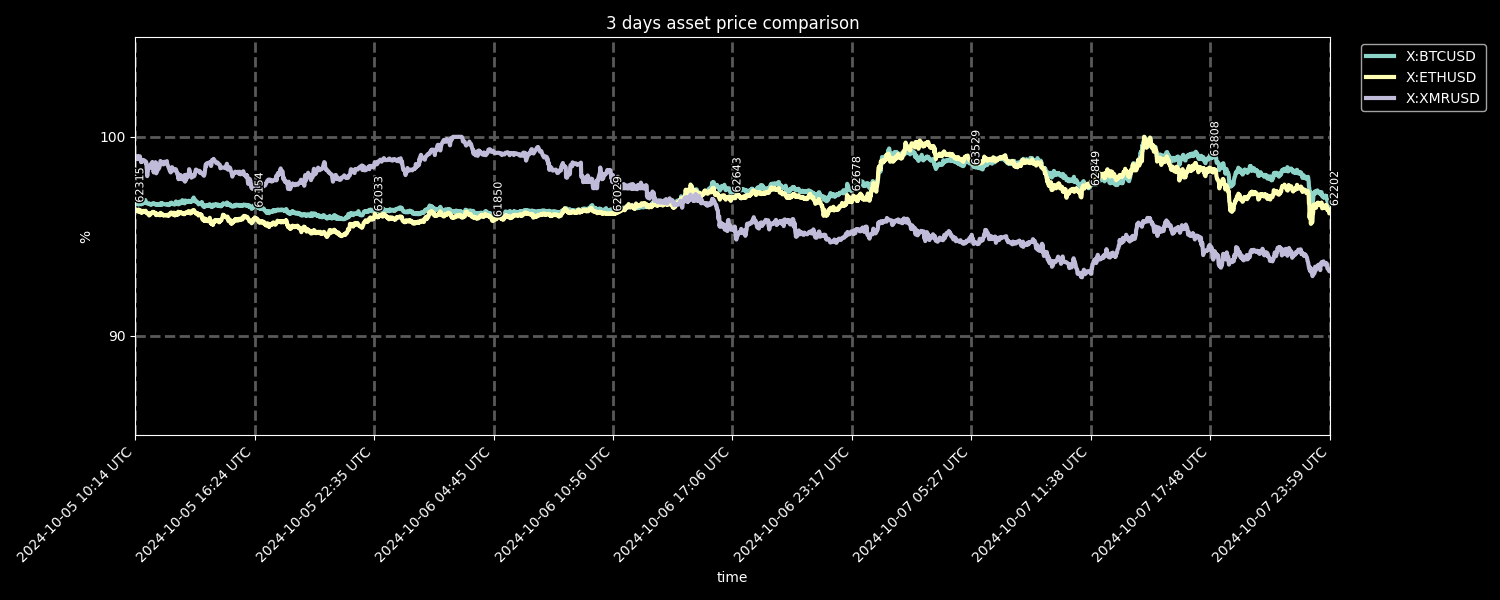 3 days asset price comparison
X:BTCUSD
X:ETHUSD
X:XMRUSD
100
90
%
62315
62154
62033
61850
62029
62643
62678
63529
62849
63808
62202
2024-10-05 10:14 UTC
2024-10-05 16:24 UTC
2024-10-05 22:35 UTC
2024-10-06 04:45 UTC
2024-10-06 10:56 UTC
2024-10-06 17:06 UTC
2024-10-06 23:17 UTC
2024-10-07 05:27 UTC
2024-10-07 11:38 UTC
2024-10-07 17:48 UTC
2024-10-07 23:59 UTC
time